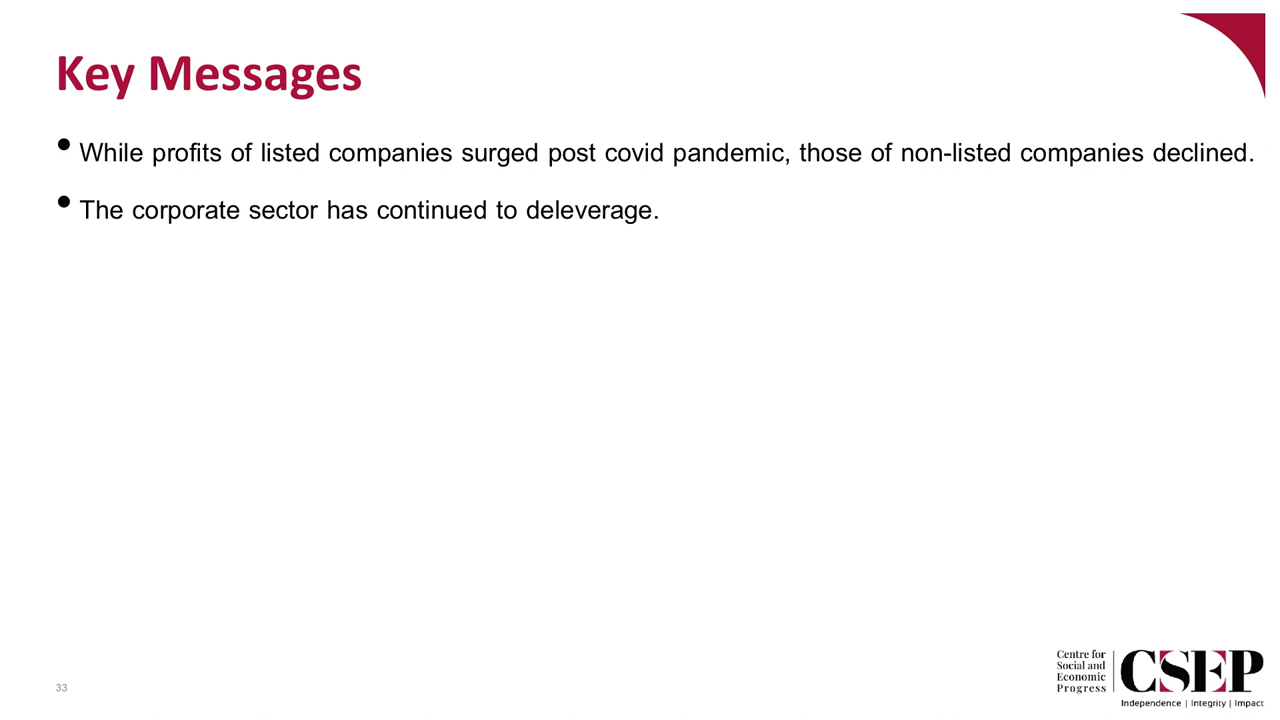 Key Messages
• While profits of listed companies surged post covid pandemic, those of non-listed companies declined.
• The corporate sector has continued to deleverage.
33
Centre for
Social and
Economic
Progress
CSEP
Independence | Integrity | Impact